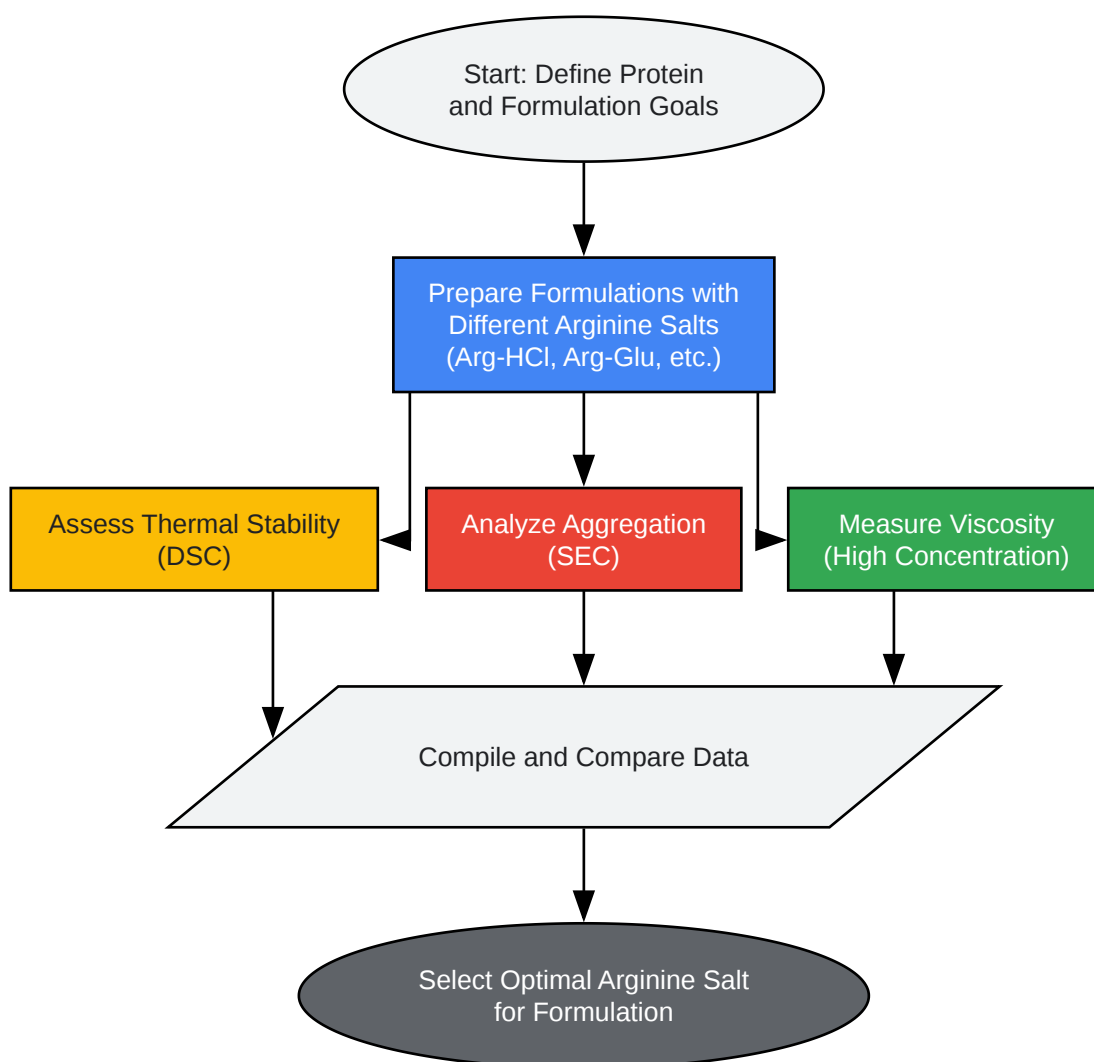 Start: Define Protein
and Formulation Goals
Prepare Formulations with
Different Arginine Salts
(Arg-HCl, Arg-Glu, etc.)
Assess Thermal Stability
(DSC)
Analyze Aggregation
(SEC)
Measure Viscosity
(High Concentration)
Compile and Compare Data
Select Optimal Arginine Salt
for Formulation